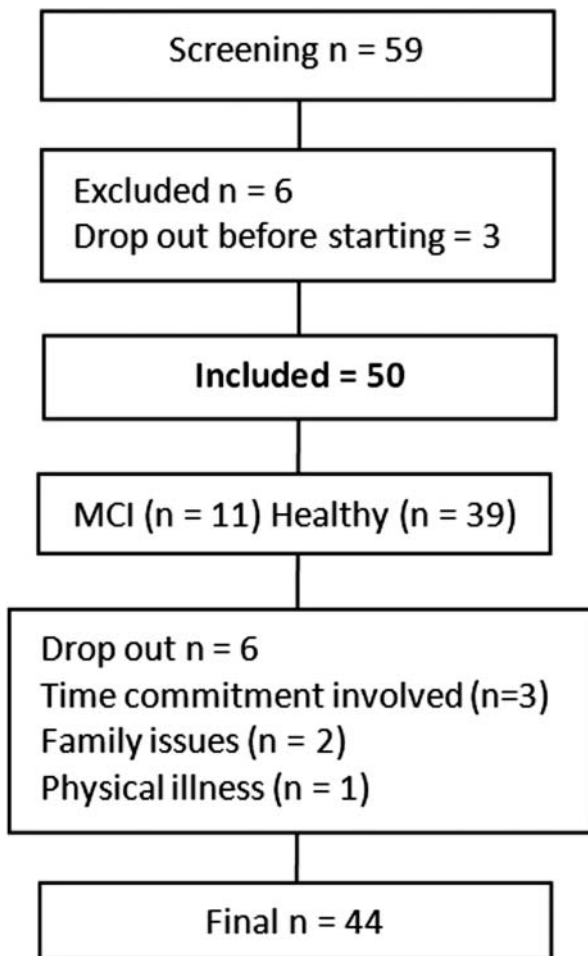 Screening n = 59
Excluded n = 6
Drop out before starting = 3
Included = 50
MCI (n = 11) Healthy (n = 39)
Drop out n = 6
Time commitment involved (n=3)
Family issues (n = 2)
Physical illness (n = 1)
Final n = 44